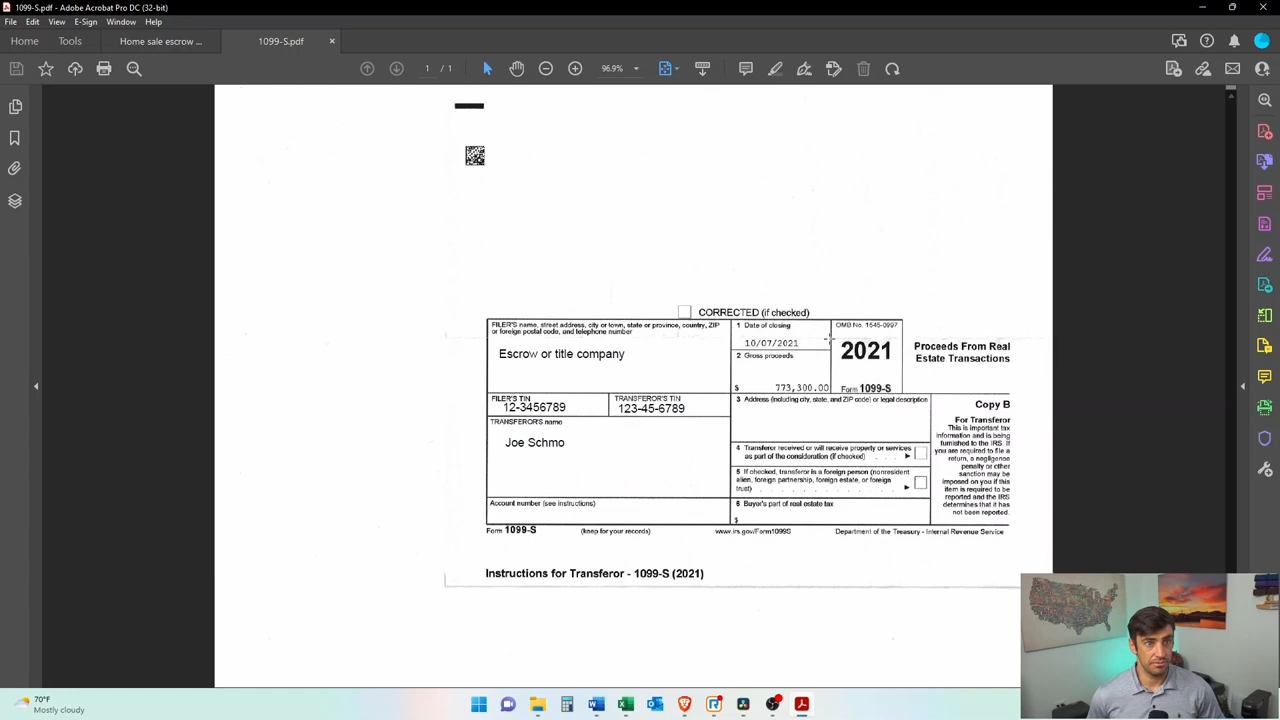 1099-S.pdf - Adobe Acrobat Pro DC (32-bit)
File Edit View E-Sign Window Help
Home Tools Home sale escrow ... 1099-S.pdf ×
1 / 1 96.9%
CORRECTED (if checked)
FILER'S name, street address, city or town, state or province, country, ZIP
or foreign postal code, and telephone number
Escrow or title company
1 Date of closing
10/07/2021
2 Gross proceeds
$ 773,300.00
OMB No. 1545-0997
2021
Form 1099-S
Proceeds From Real
Estate Transactions
FILER'S TIN
12-3456789
TRANSFEROR'S TIN
123-45-6789
TRANSFEROR'S name
Joe Schmo
3 Address (including city, state, and ZIP code) or legal description
4 Transferor received or will receive property or services
as part of the consideration (if checked) . . . ▶
5 If checked, transferor is a foreign person (nonresident
alien, foreign partnership, foreign estate, or foreign
trust) . . . . . . . . . . . . . ▶
Account number (see instructions)
6 Buyer's part of real estate tax
$
Copy B
For Transferor
This is important tax
information and is being
furnished to the IRS. If
you are required to file a
return, a negligence
penalty or other
sanction may be
imposed on you if this
item is required to be
reported and the IRS
determines that it has
not been reported.
Form 1099-S (keep for your records) www.irs.gov/Form1099S Department of the Treasury - Internal Revenue Service
Instructions for Transferor - 1099-S (2021)
70°F
Mostly cloudy